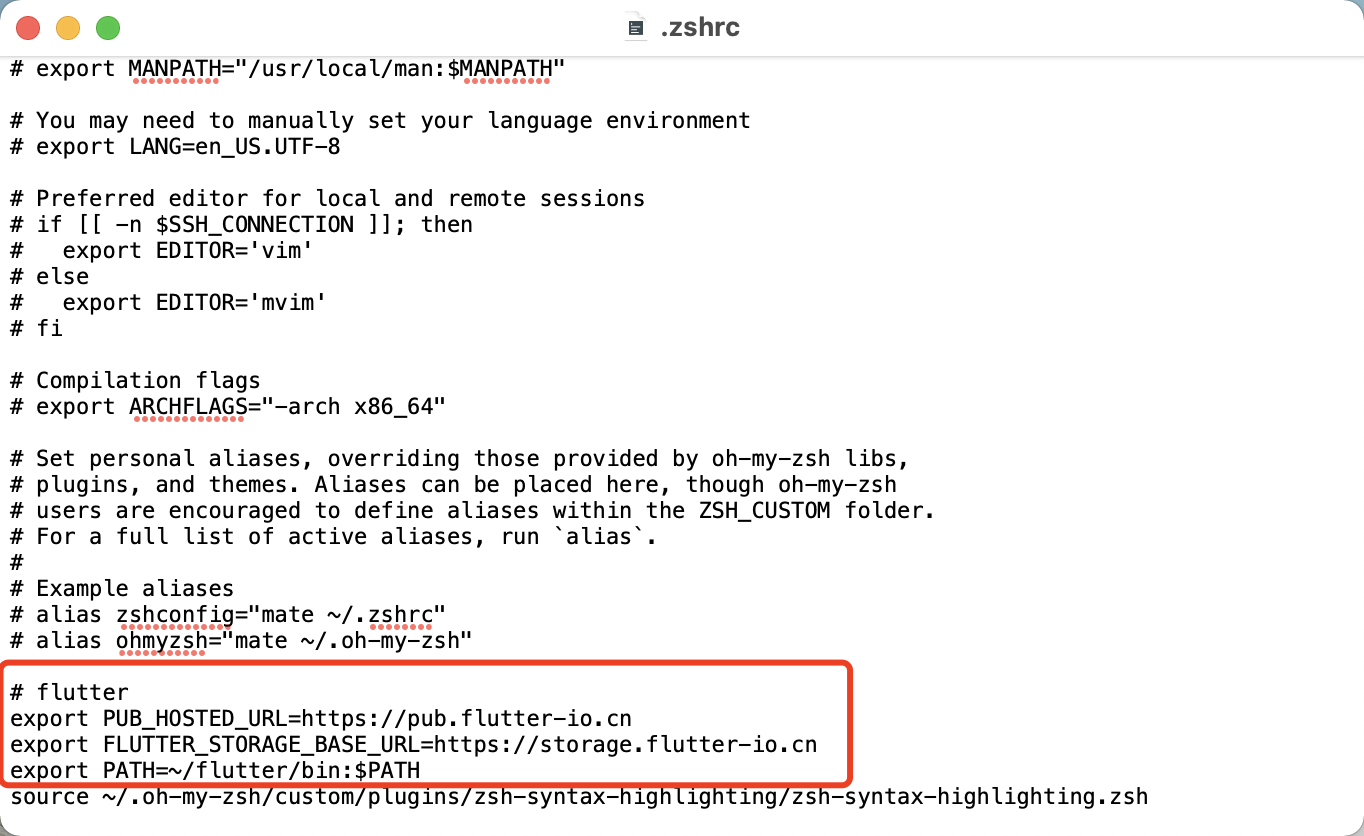 .zshrc
# export MANPATH="/usr/local/man:$MANPATH"
# You may need to manually set your language environment
# export LANG=en_US.UTF-8
# Preferred editor for local and remote sessions
# if [[ -n $SSH_CONNECTION ]]; then
#   export EDITOR='vim'
# else
#   export EDITOR='mvim'
# fi
# Compilation flags
# export ARCHFLAGS="-arch x86_64"
# Set personal aliases, overriding those provided by oh-my-zsh libs,
# plugins, and themes. Aliases can be placed here, though oh-my-zsh
# users are encouraged to define aliases within the ZSH_CUSTOM folder.
# For a full list of active aliases, run `alias`.
#
# Example aliases
# alias zshconfig="mate ~/.zshrc"
# alias ohmyzsh="mate ~/.oh-my-zsh"
# flutter
export PUB_HOSTED_URL=https://pub.flutter-io.cn
export FLUTTER_STORAGE_BASE_URL=https://storage.flutter-io.cn
export PATH=~/flutter/bin:$PATH
source ~/.oh-my-zsh/custom/plugins/zsh-syntax-highlighting/zsh-syntax-highlighting.zsh